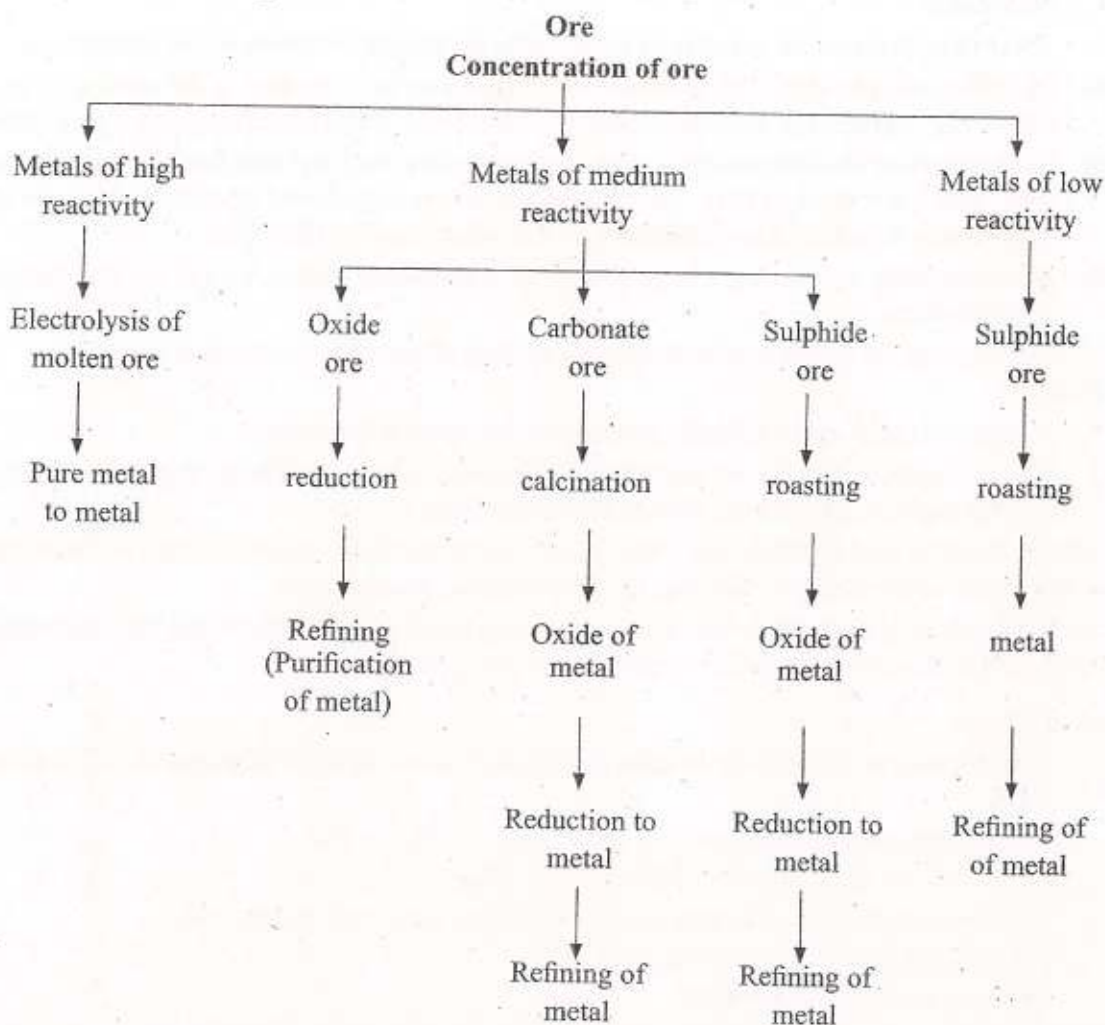 Ore
Concentration of ore
Metals of high
reactivity
Metals of medium
reactivity
Metals of low
reactivity
Electrolysis of
molten ore
Oxide
ore
Carbonate
ore
Sulphide
ore
Sulphide
ore
Pure metal
to metal
reduction
calcination
roasting
roasting
Refining
(Purification
of metal)
Oxide of
metal
Oxide of
metal
metal
Reduction to
metal
Reduction to
metal
Refining of
of metal
Refining of
metal
Refining of
metal